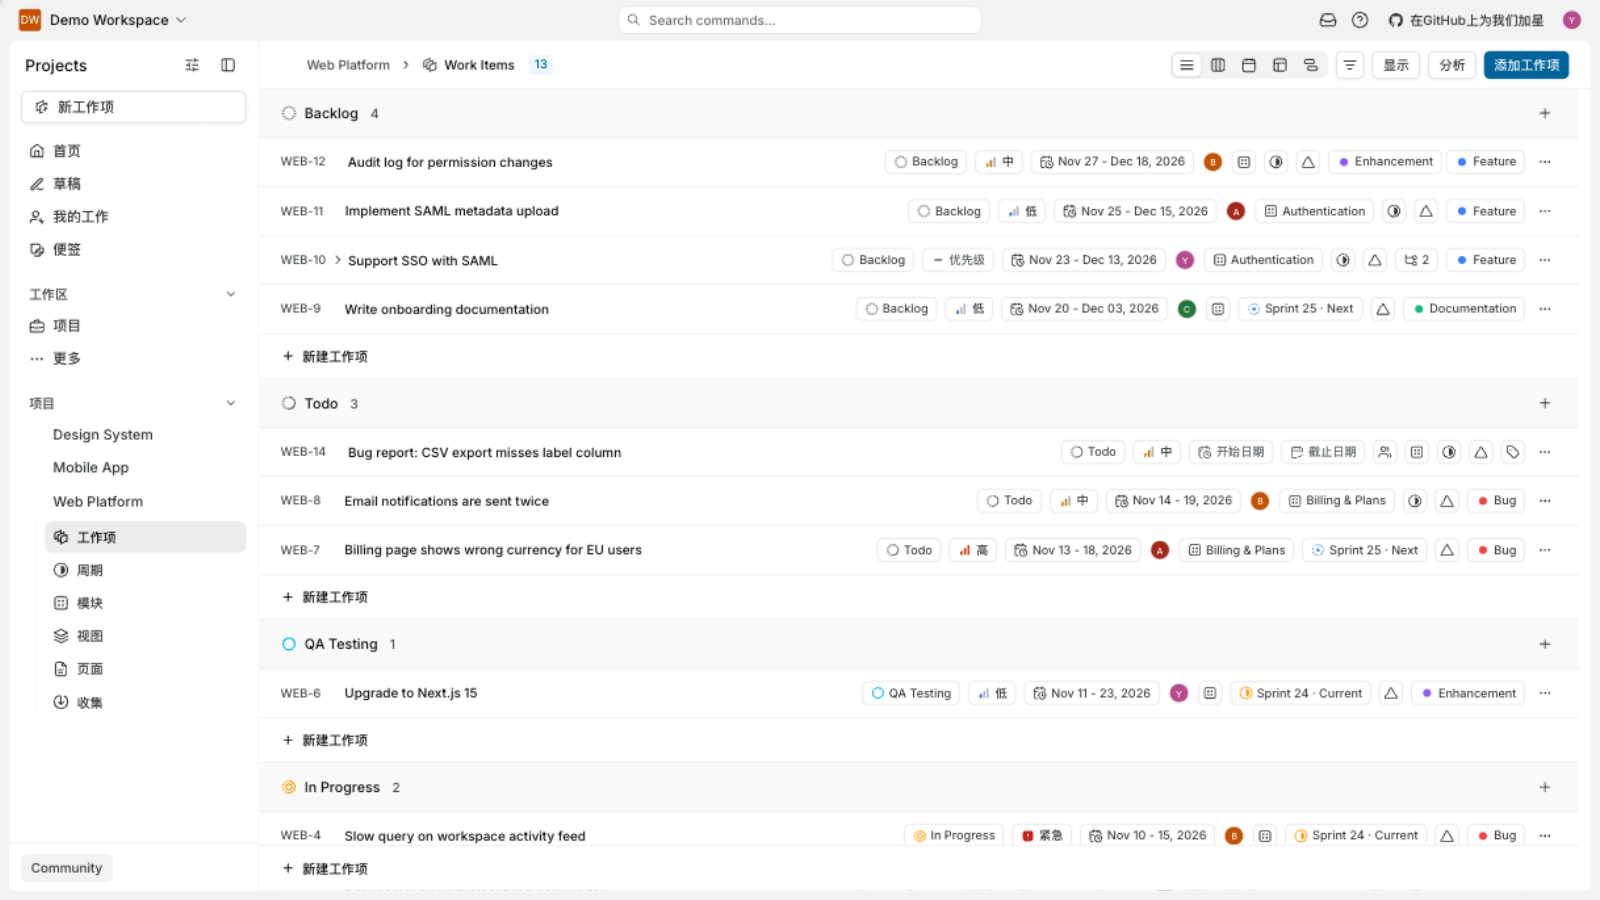 DW Demo Workspace
Search commands...
在GitHub上为我们加星
Y
Projects
新工作项
首页
草稿
我的工作
便签
工作区
项目
更多
项目
Design System
Mobile App
Web Platform
工作项
周期
模块
视图
页面
收集
Community
Web Platform > Work Items 13
显示 分析 添加工作项
Backlog 4
WEB-12 Audit log for permission changes Backlog 中 Nov 27 - Dec 18, 2026 B Enhancement Feature
WEB-11 Implement SAML metadata upload Backlog 低 Nov 25 - Dec 15, 2026 A Authentication Feature
WEB-10 Support SSO with SAML Backlog 优先级 Nov 23 - Dec 13, 2026 Y Authentication 2 Feature
WEB-9 Write onboarding documentation Backlog 低 Nov 20 - Dec 03, 2026 C Sprint 25 · Next Documentation
新建工作项
Todo 3
WEB-14 Bug report: CSV export misses label column Todo 中 开始日期 截止日期
WEB-8 Email notifications are sent twice Todo 中 Nov 14 - 19, 2026 B Billing & Plans Bug
WEB-7 Billing page shows wrong currency for EU users Todo 高 Nov 13 - 18, 2026 A Billing & Plans Sprint 25 · Next Bug
新建工作项
QA Testing 1
WEB-6 Upgrade to Next.js 15 QA Testing 低 Nov 11 - 23, 2026 Y Sprint 24 · Current Enhancement
新建工作项
In Progress 2
WEB-4 Slow query on workspace activity feed In Progress 紧急 Nov 10 - 15, 2026 B Sprint 24 · Current Bug
新建工作项